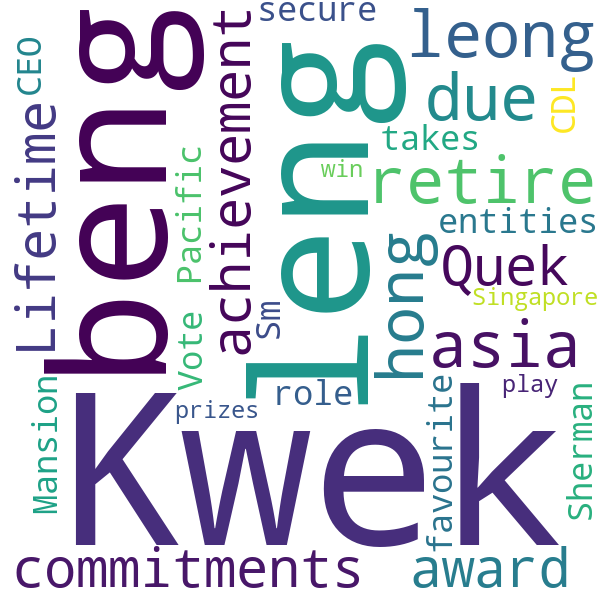 secure
CEO
beng
achievement
leng
leong
due
CDL
Lifetime
Pacific
takes
win
retire
entities
Quek
Singapore
hong
Sm
asia
Vote
role
play
prizes
Mansion
Kwek
favourite
Sherman
commitments
award